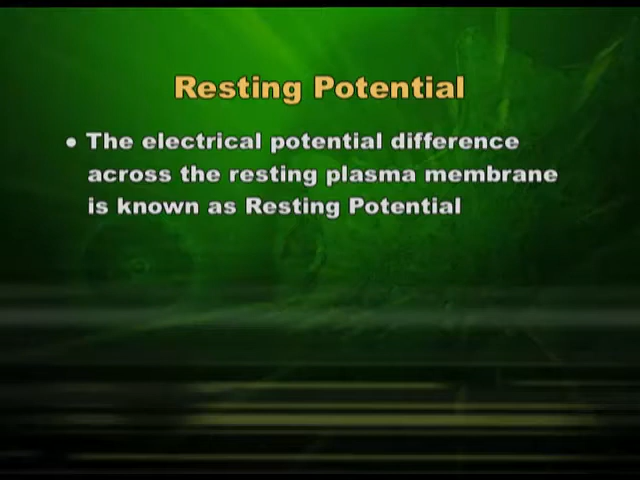 Resting Potential
• The electrical potential difference
across the resting plasma membrane
is known as Resting Potential